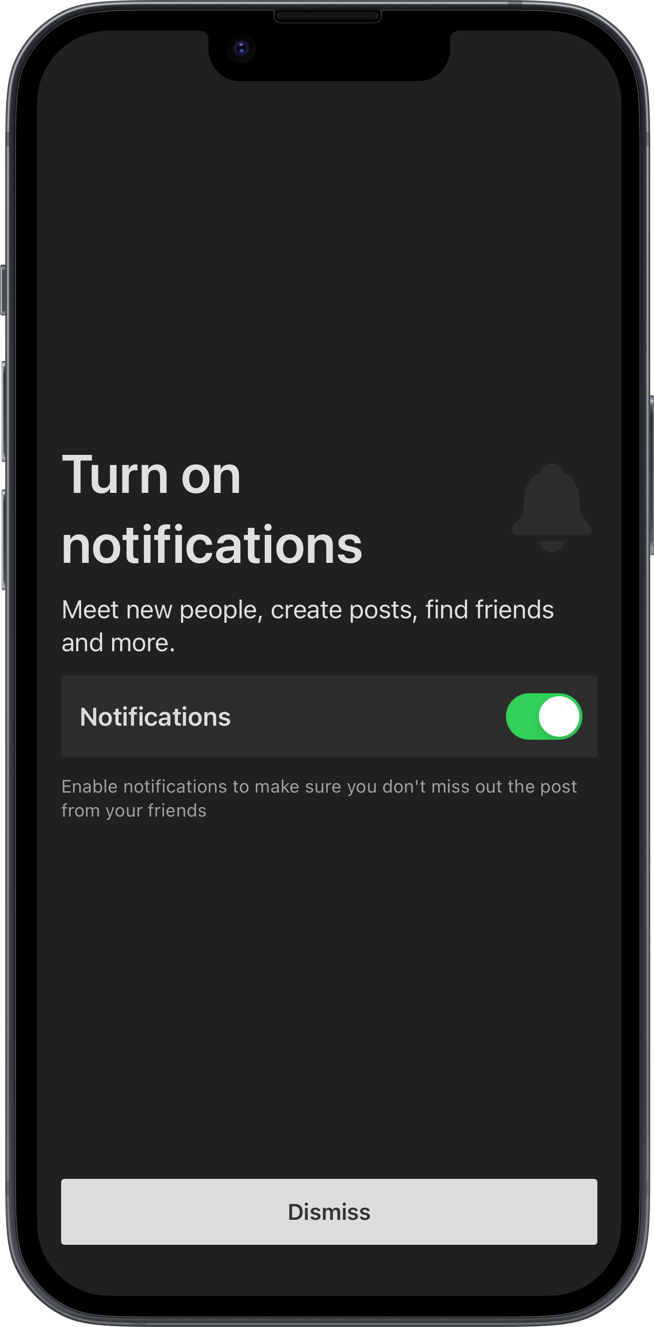 Turn on
notifications
Meet new people, create posts, find friends
and more.
Notifications
Enable notifications to make sure you don't miss out the post
from your friends
Dismiss